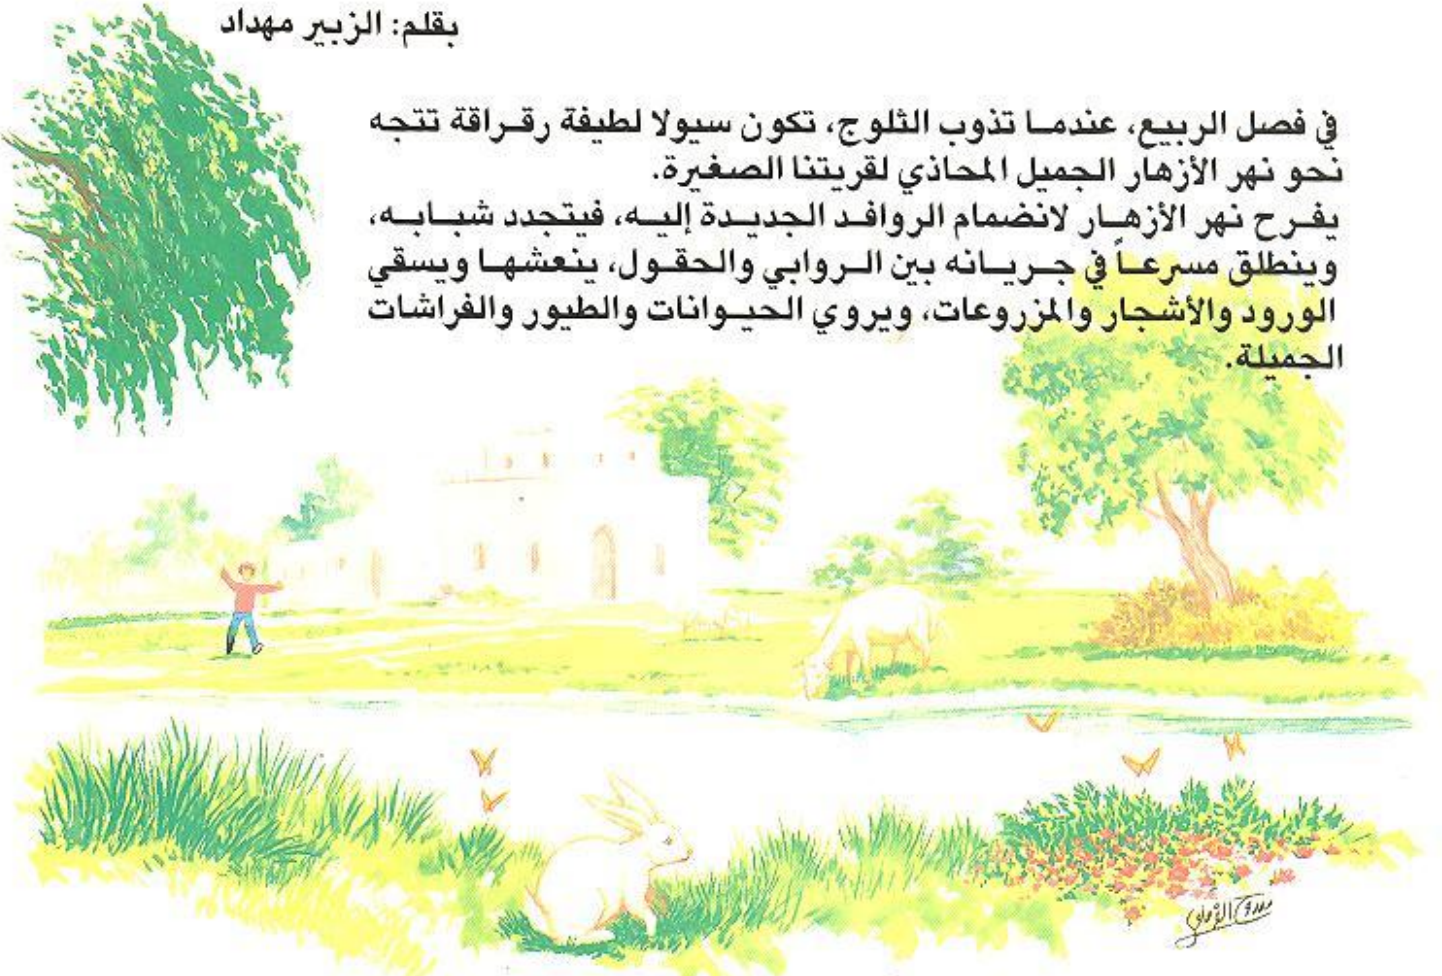 بقلم: الزبير مهداد
في فصل الربيع، عندما تذوب الثلوج، تكون سيولا لطيفة رقراقة تتجه
نحو نهر الأزهار الجميل المحاذي لقريتنا الصغيرة.
يفرح نهر الأزهار لانضمام الروافد الجديدة إليه، فيتجدد شبابه،
وينطلق مسرعاً في جريانه بين الروابي والحقول، ينعشها ويسقي
الورود والأشجار والمزروعات، ويروي الحيوانات والطيور والفراشات
الجميلة.